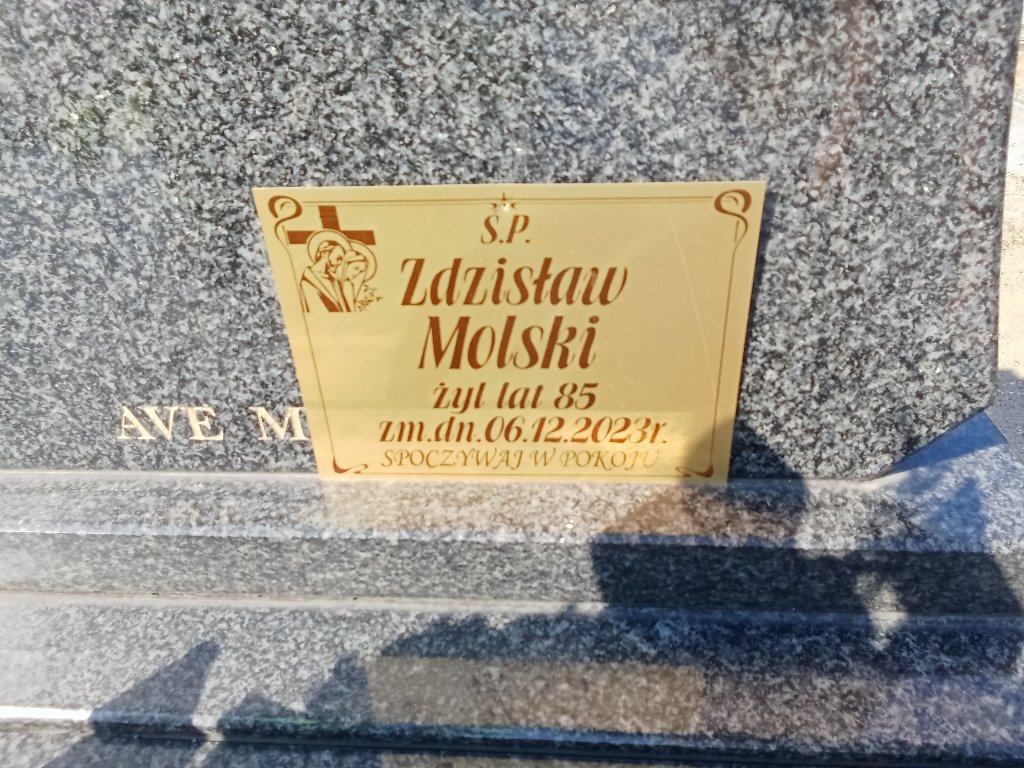 Ś.P.
Zdzisław
Molski
żył lat 85
zm.dn.06.12.2023r.
SPOCZYWAJ W POKOJU
AVE M